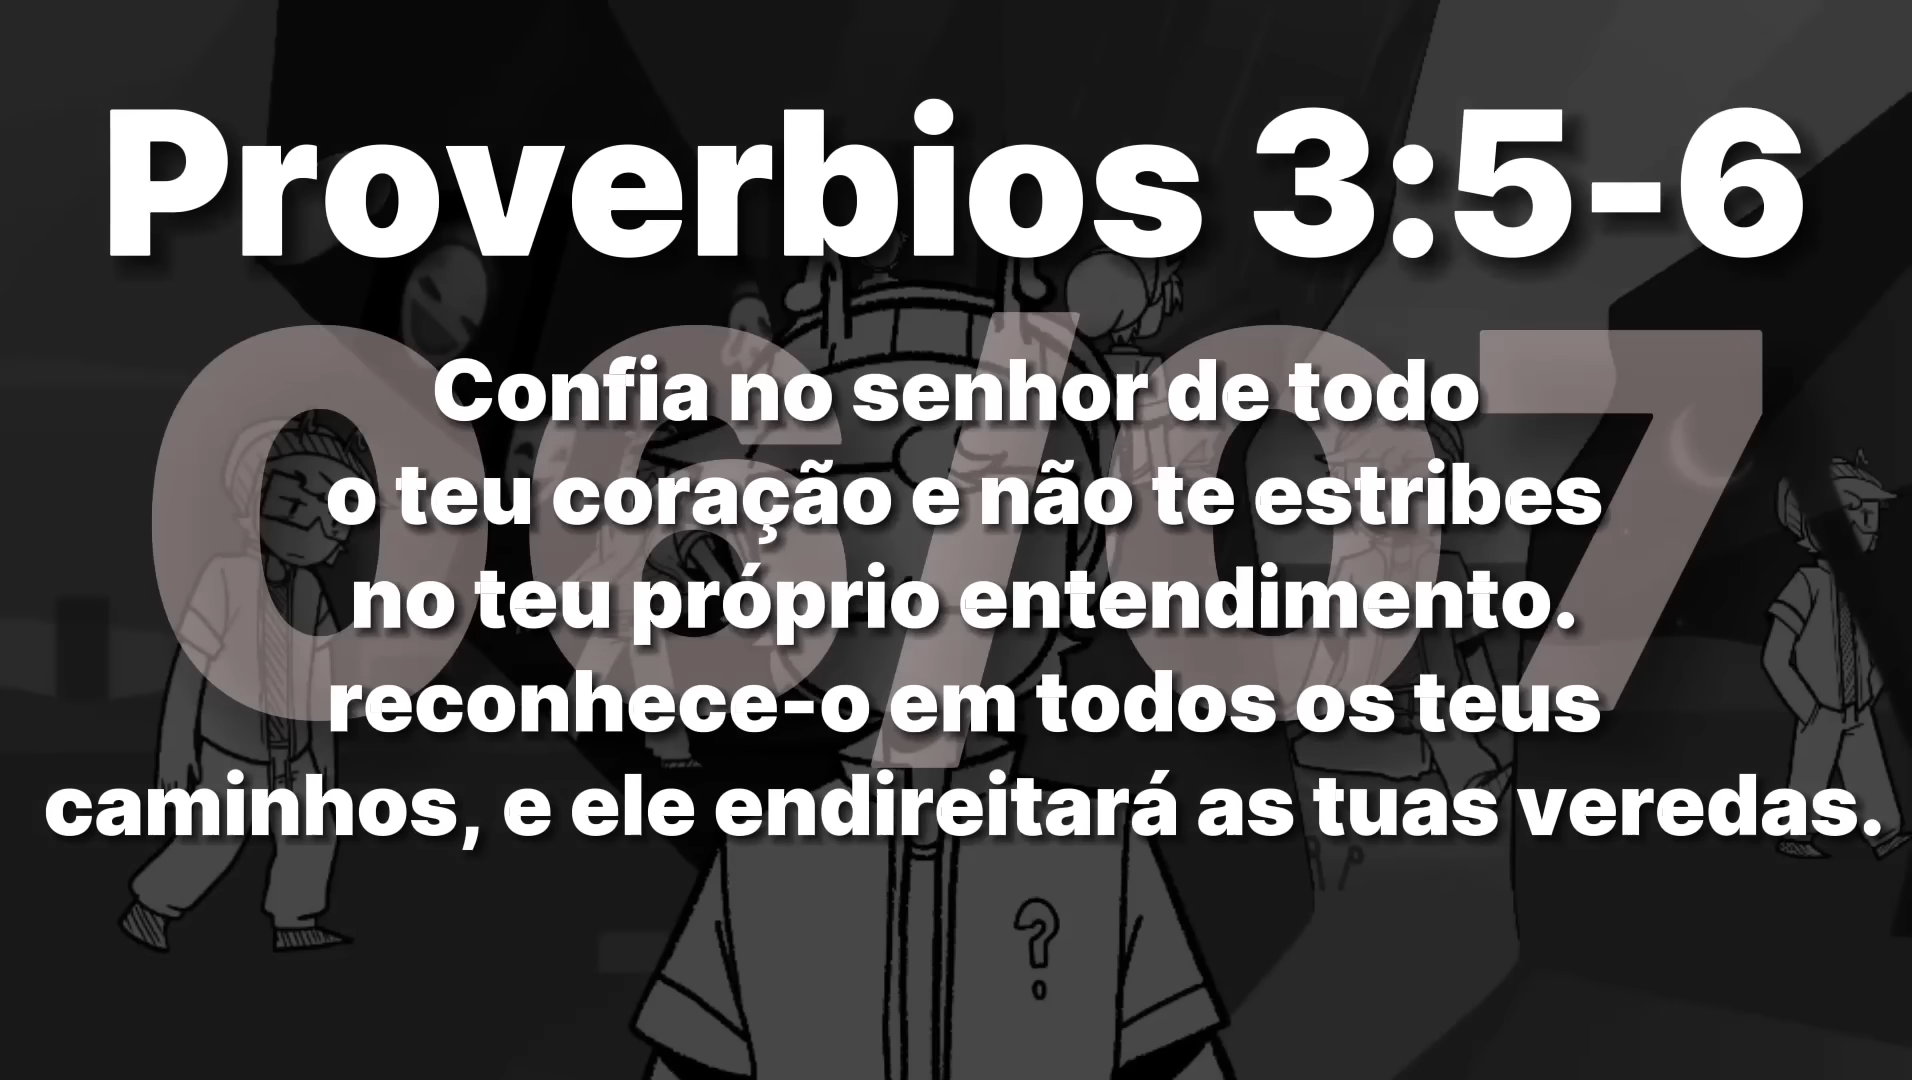 Proverbios 3:5-6
06/07
Confia no senhor de todo
o teu coração e não te estribes
no teu próprio entendimento.
reconhece-o em todos os teus
caminhos, e ele endireitará as tuas veredas.
R P
?